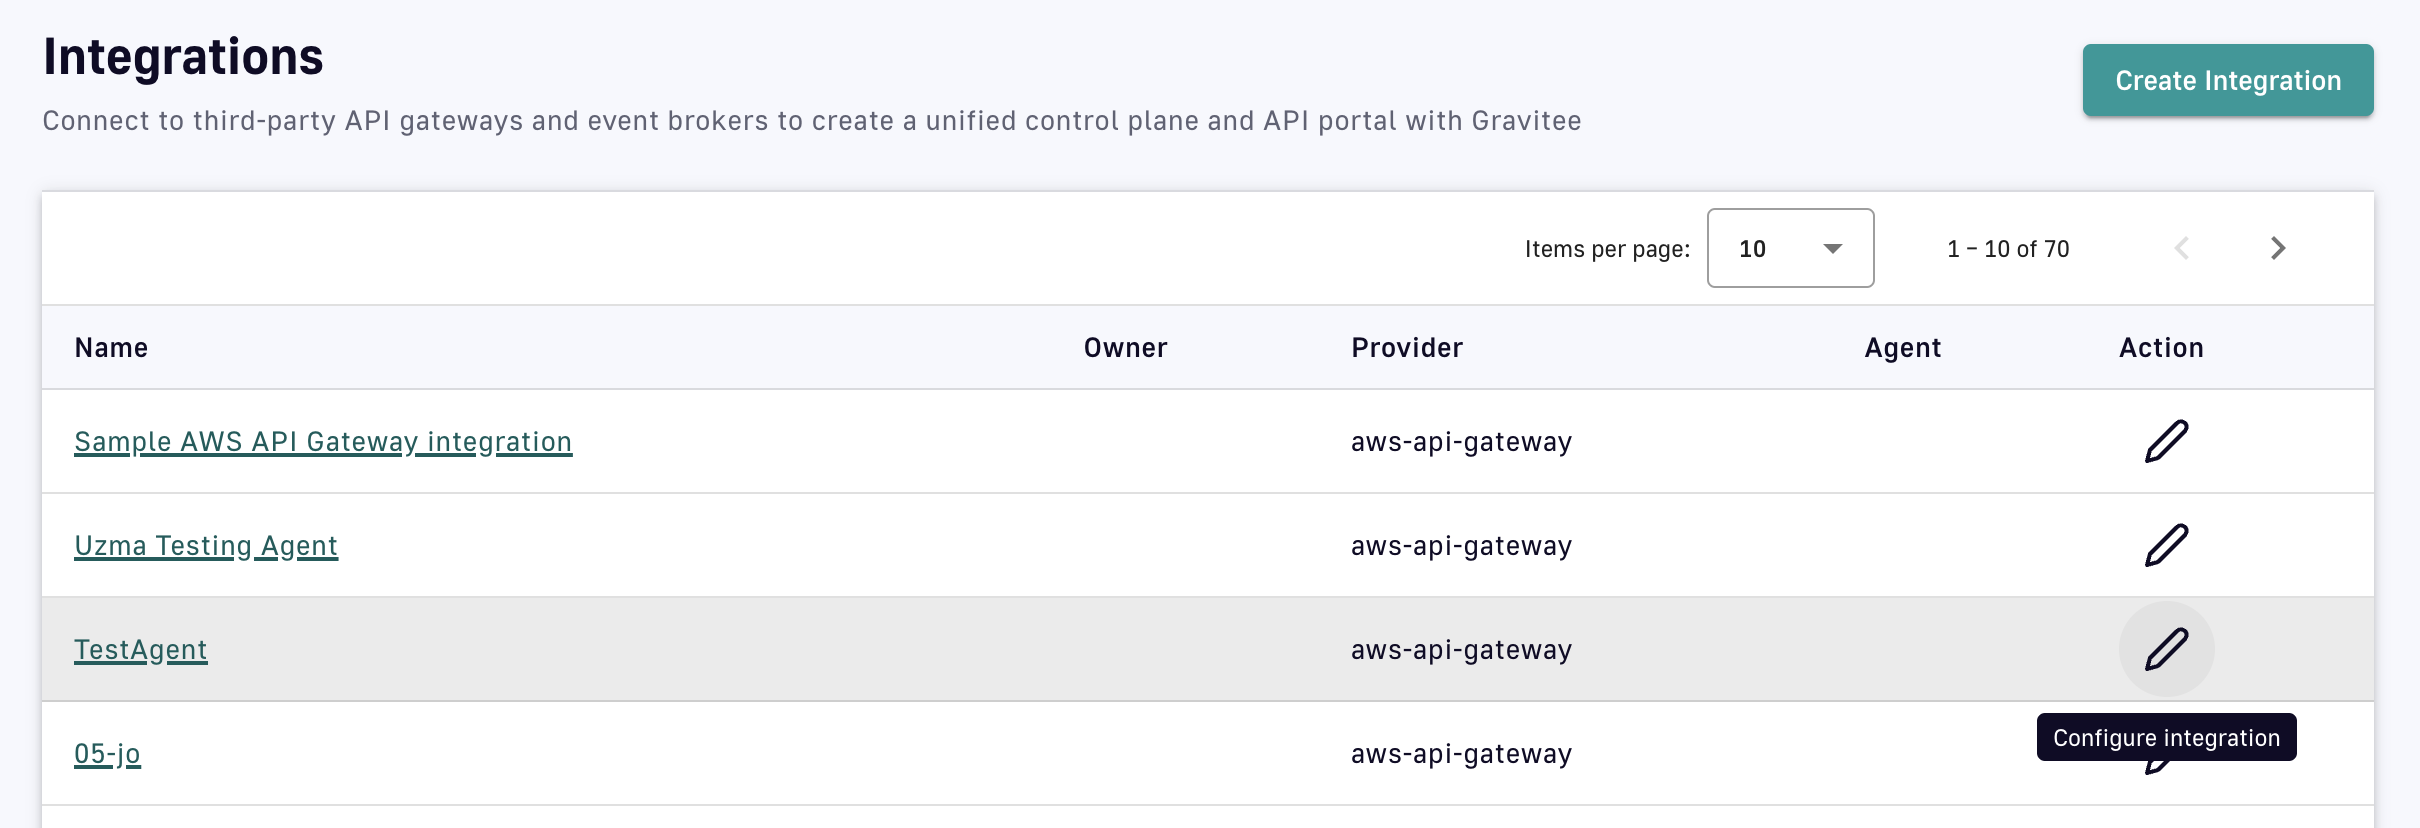 Integrations
Create Integration
Connect to third-party API gateways and event brokers to create a unified control plane and API portal with Gravitee
Items per page: 10 1 – 10 of 70
Name Owner Provider Agent Action
Sample AWS API Gateway integration aws-api-gateway
Uzma Testing Agent aws-api-gateway
TestAgent aws-api-gateway
Configure integration
05-jo aws-api-gateway